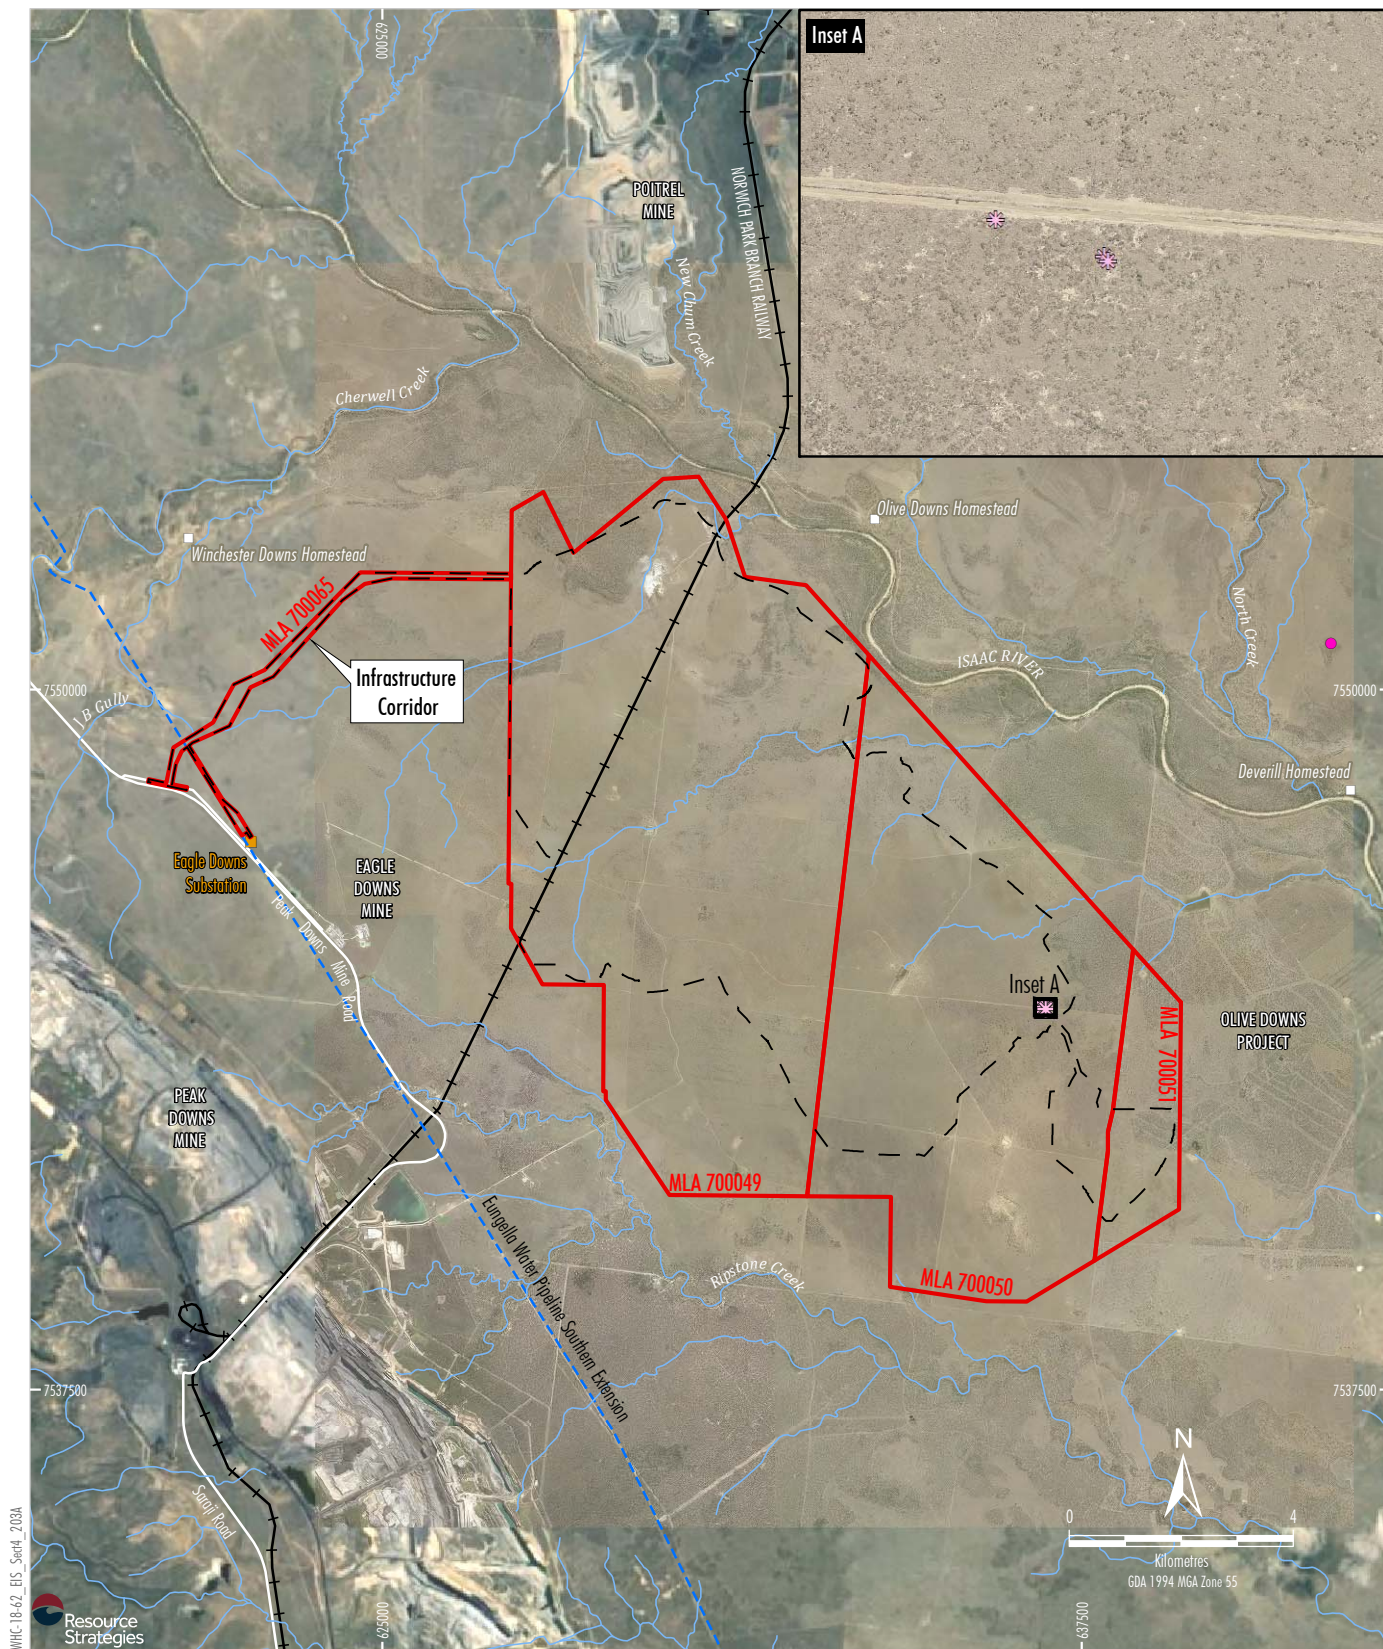 625000
Inset A
POITREL
MINE
NORWICH PARK BRANCH RAILWAY
New Chum Creek
Cherwell Creek
Olive Downs Homestead
Winchester Downs Homestead
North Creek
MLA 700065
ISAAC RIVER
Infrastructure
Corridor
7550000
7550000
J B Gully
Deverill Homestead
Eagle Downs
Substation
EAGLE
DOWNS
MINE
Peak Downs Mine Road
Inset A
MLA 700051
OLIVE DOWNS
PROJECT
PEAK
DOWNS
MINE
MLA 700049
Eungella Water Pipeline Southern Extension
Ripstone Creek
MLA 700050
7537500
7537500
N
Saraji Road
0
4
Kilometres
GDA 1994 MGA Zone 55
WHC-18-62_EIS_Sect4_203A
Resource
Strategies
625000
637500